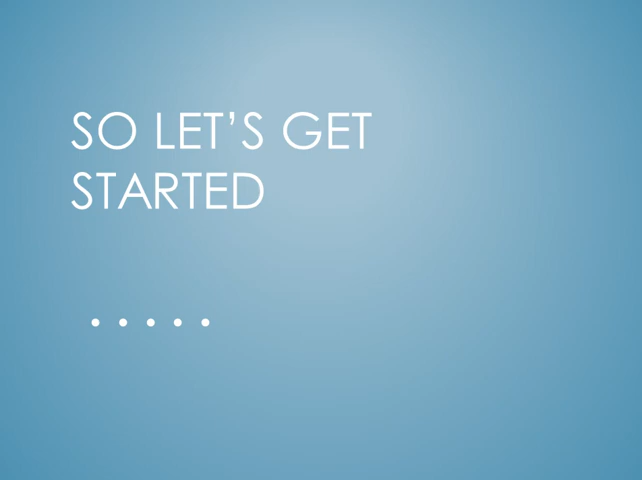 SO LET’S GET
STARTED
. . . . .